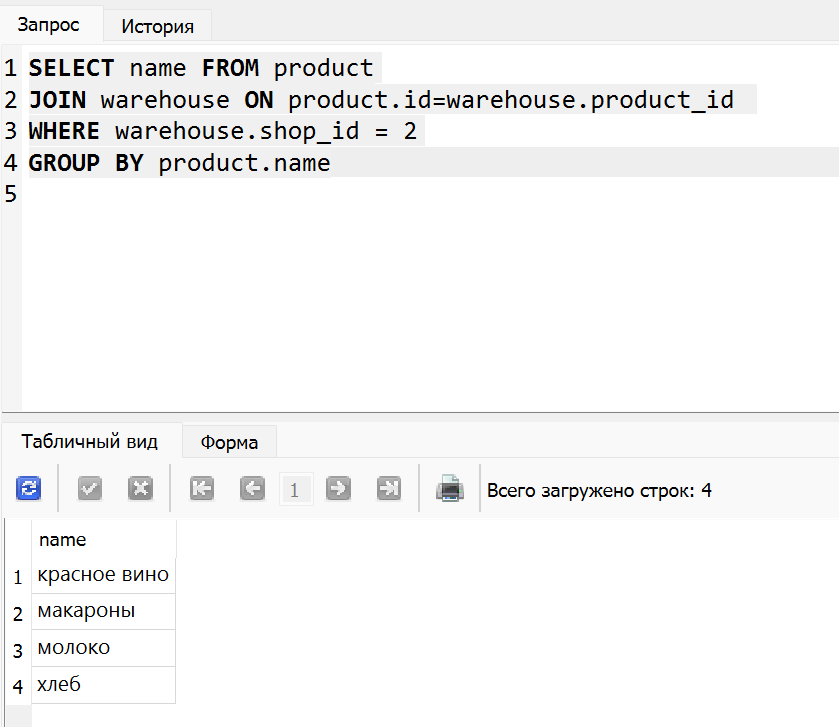 Запрос История
1 SELECT name FROM product
2 JOIN warehouse ON product.id=warehouse.product_id
3 WHERE warehouse.shop_id = 2
4 GROUP BY product.name
5
Табличный вид Форма
1 Всего загружено строк: 4
name
1 красное вино
2 макароны
3 молоко
4 хлеб